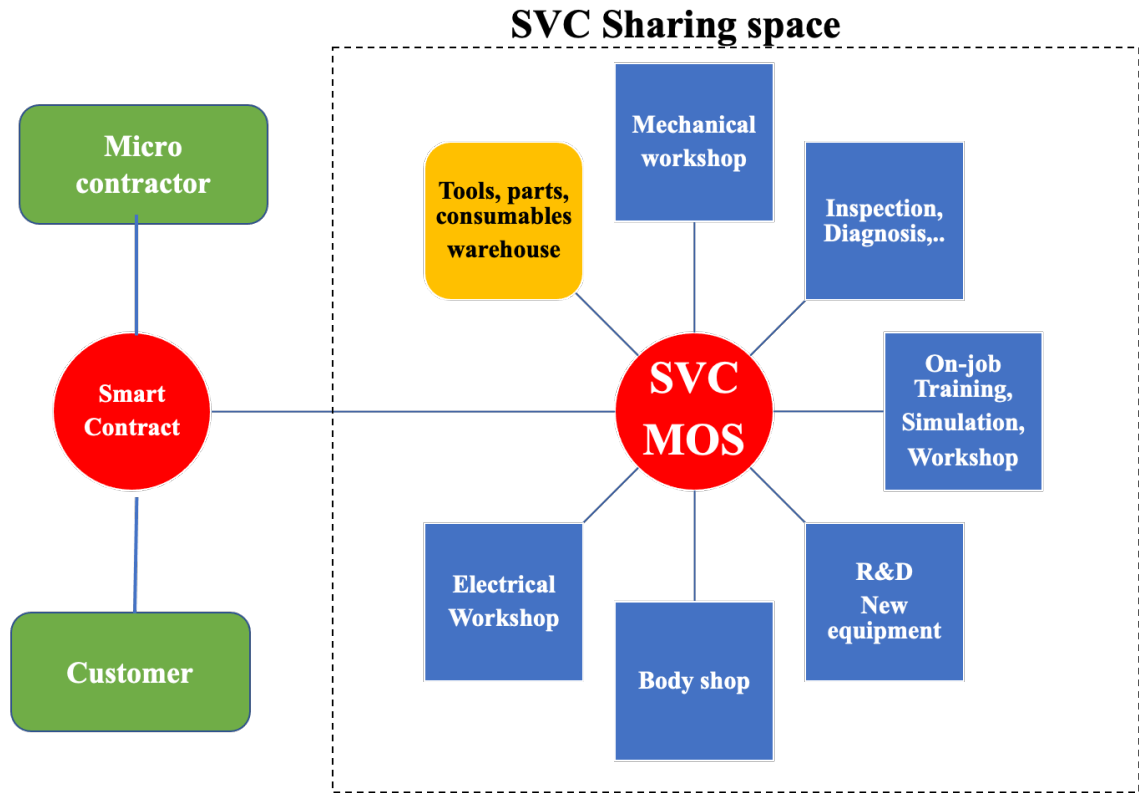 SVC Sharing space
Micro
contractor
Smart
Contract
Customer
Tools, parts,
consumables
warehouse
Mechanical
workshop
Inspection,
Diagnosis,..
SVC
MOS
On-job
Training,
Simulation,
Workshop
Electrical
Workshop
Body shop
R&D
New
equipment